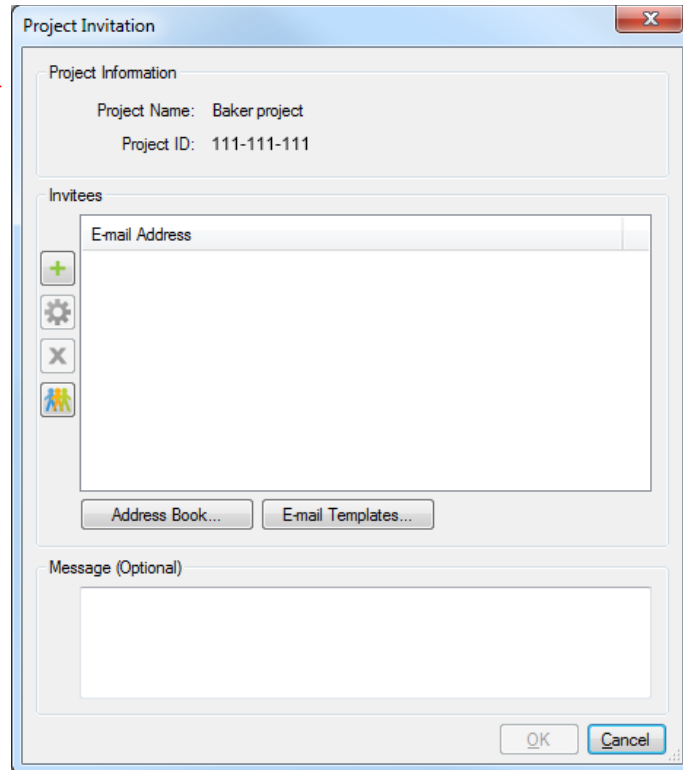 Project Invitation
Project Information
Project Name: Baker project
Project ID: 111-111-111
Invitees
E-mail Address
Address Book...
E-mail Templates...
Message (Optional)
OK
Cancel